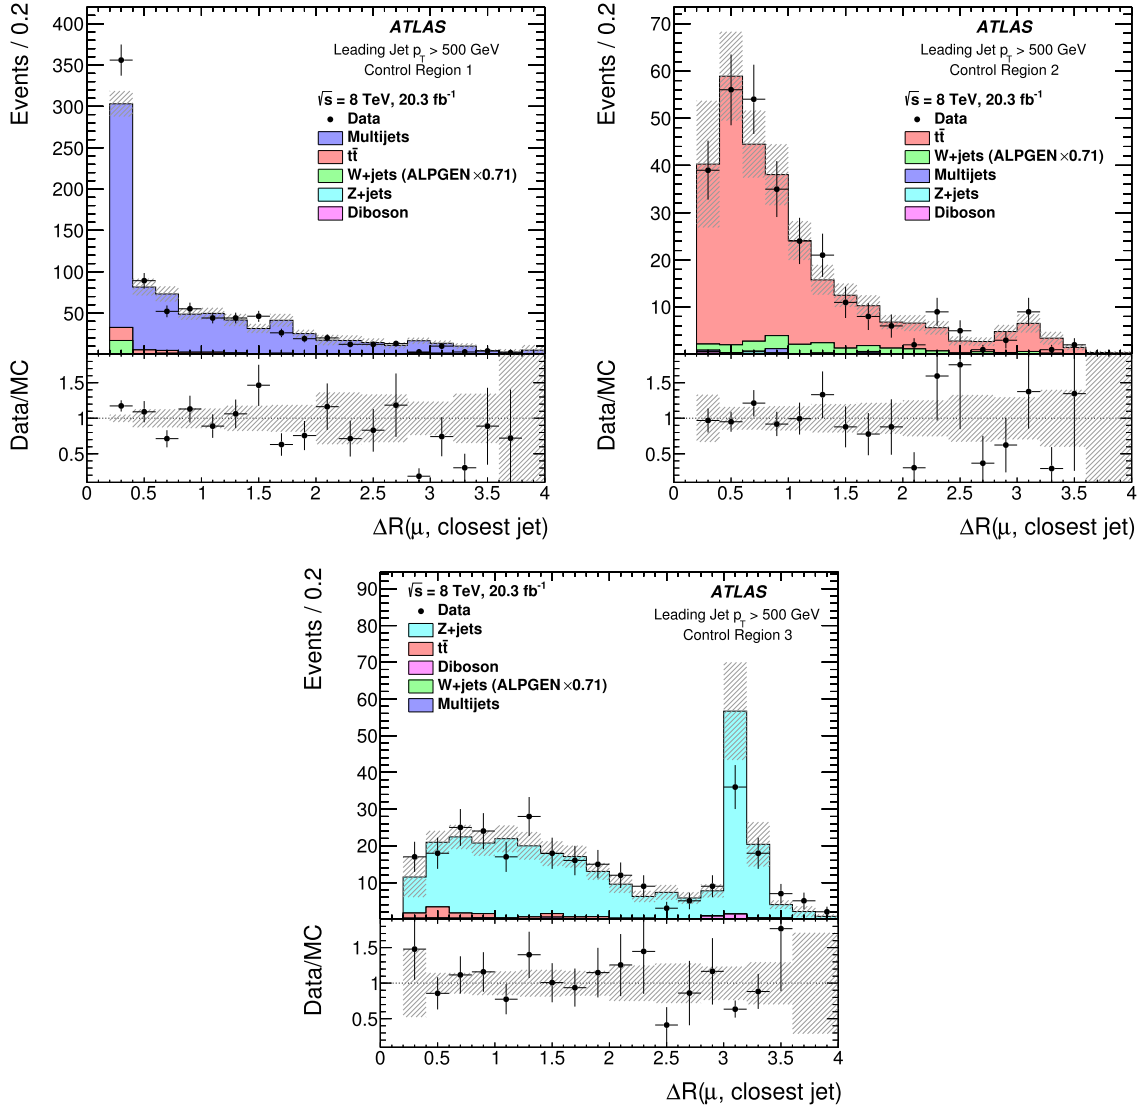 Events / 0.2
400
350
300
250
200
150
100
50
ATLAS
Leading Jet p_T > 500 GeV
Control Region 1
√s = 8 TeV, 20.3 fb⁻¹
Data
Multijets
tt̄
W+jets (ALPGEN×0.71)
Z+jets
Diboson
Data/MC
1.5
1
0.5
0 0.5 1 1.5 2 2.5 3 3.5 4
ΔR(μ, closest jet)
Events / 0.2
70
60
50
40
30
20
10
ATLAS
Leading Jet p_T > 500 GeV
Control Region 2
√s = 8 TeV, 20.3 fb⁻¹
Data
tt̄
W+jets (ALPGEN×0.71)
Multijets
Z+jets
Diboson
Data/MC
1.5
1
0.5
0 0.5 1 1.5 2 2.5 3 3.5 4
ΔR(μ, closest jet)
Events / 0.2
90
80
70
60
50
40
30
20
10
√s = 8 TeV, 20.3 fb⁻¹
Data
Z+jets
tt̄
Diboson
W+jets (ALPGEN×0.71)
Multijets
ATLAS
Leading Jet p_T > 500 GeV
Control Region 3
Data/MC
1.5
1
0.5
0 0.5 1 1.5 2 2.5 3 3.5 4
ΔR(μ, closest jet)